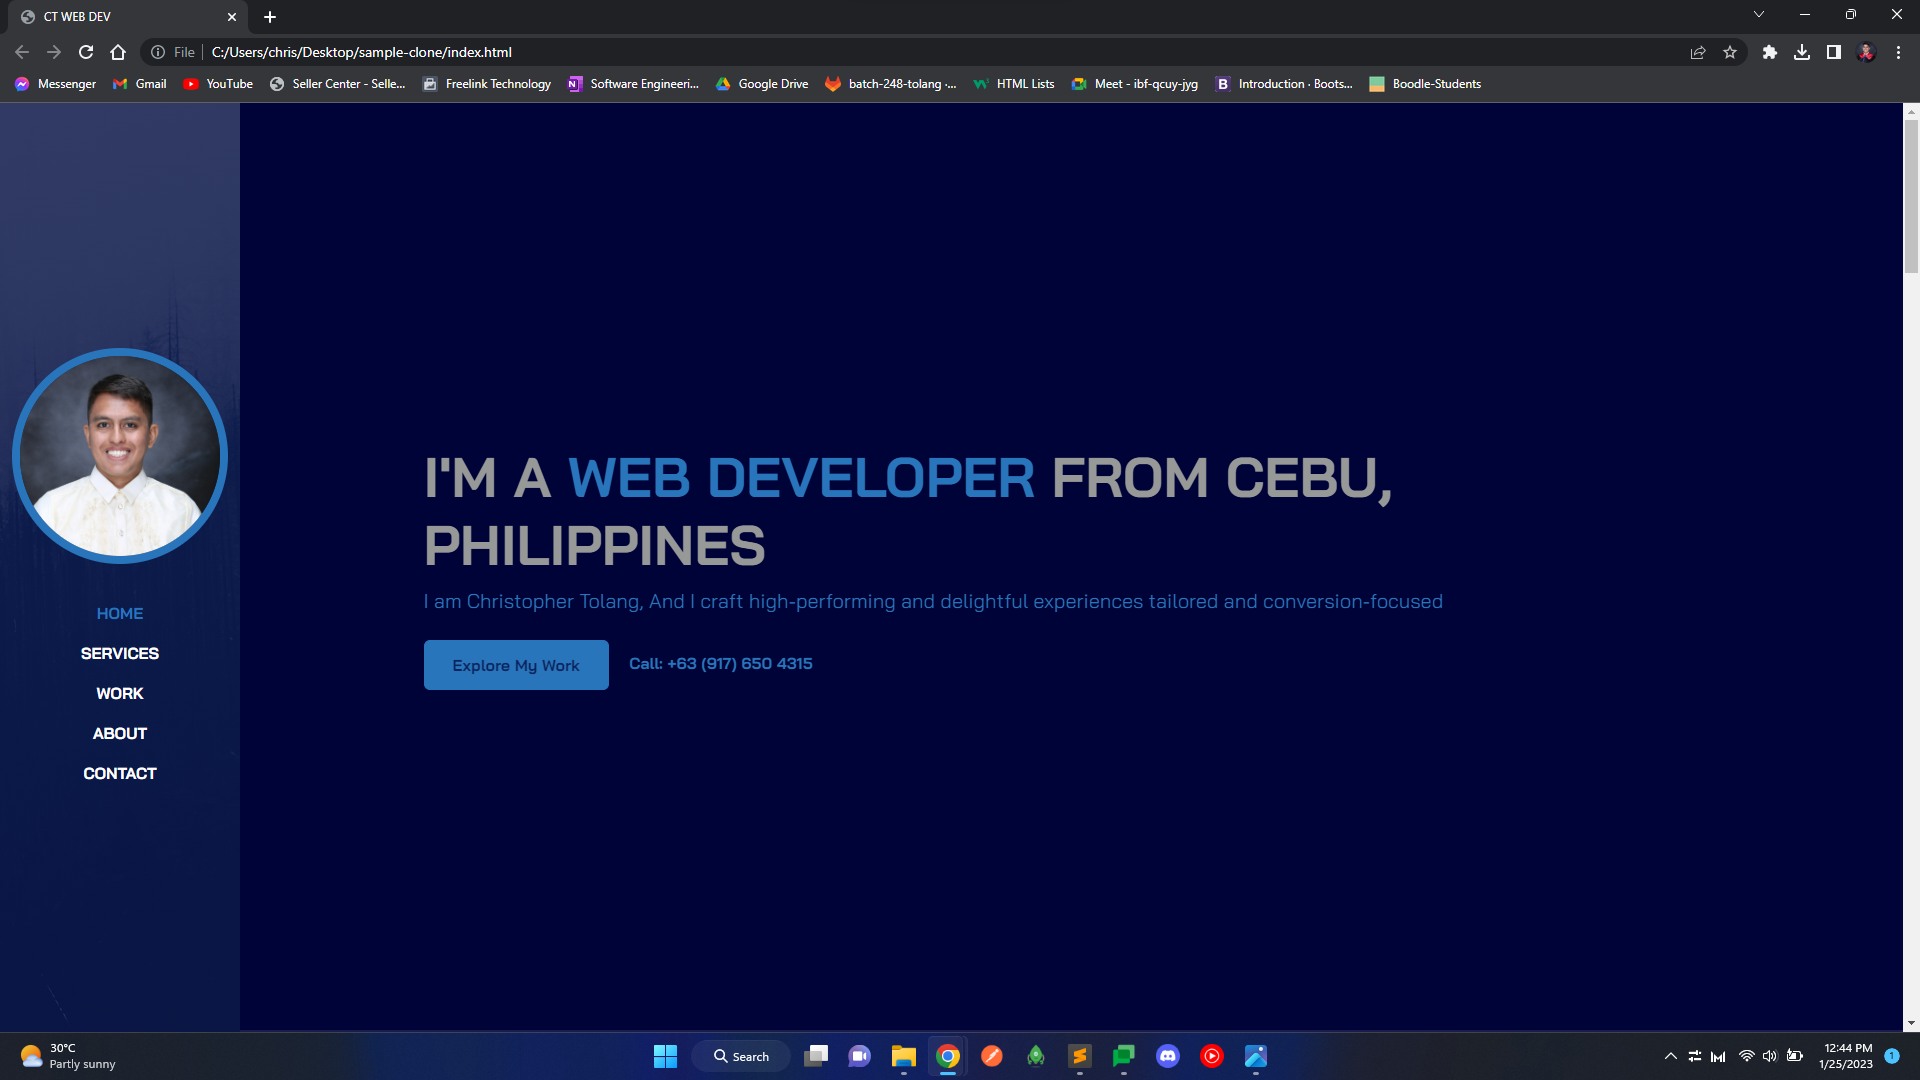 CT WEB DEV
File
C:/Users/chris/Desktop/sample-clone/index.html
Messenger
Gmail
YouTube
Seller Center - Selle...
Freelink Technology
Software Engineeri...
Google Drive
batch-248-tolang ·...
HTML Lists
Meet - ibf-qcuy-jyg
Introduction · Boots...
Boodle-Students
HOME
SERVICES
WORK
ABOUT
CONTACT
I'M A WEB DEVELOPER FROM CEBU,
PHILIPPINES
I am Christopher Tolang, And I craft high-performing and delightful experiences tailored and conversion-focused
Explore My Work
Call: +63 (917) 650 4315
30°C
Partly sunny
Search
12:44 PM
1/25/2023
1